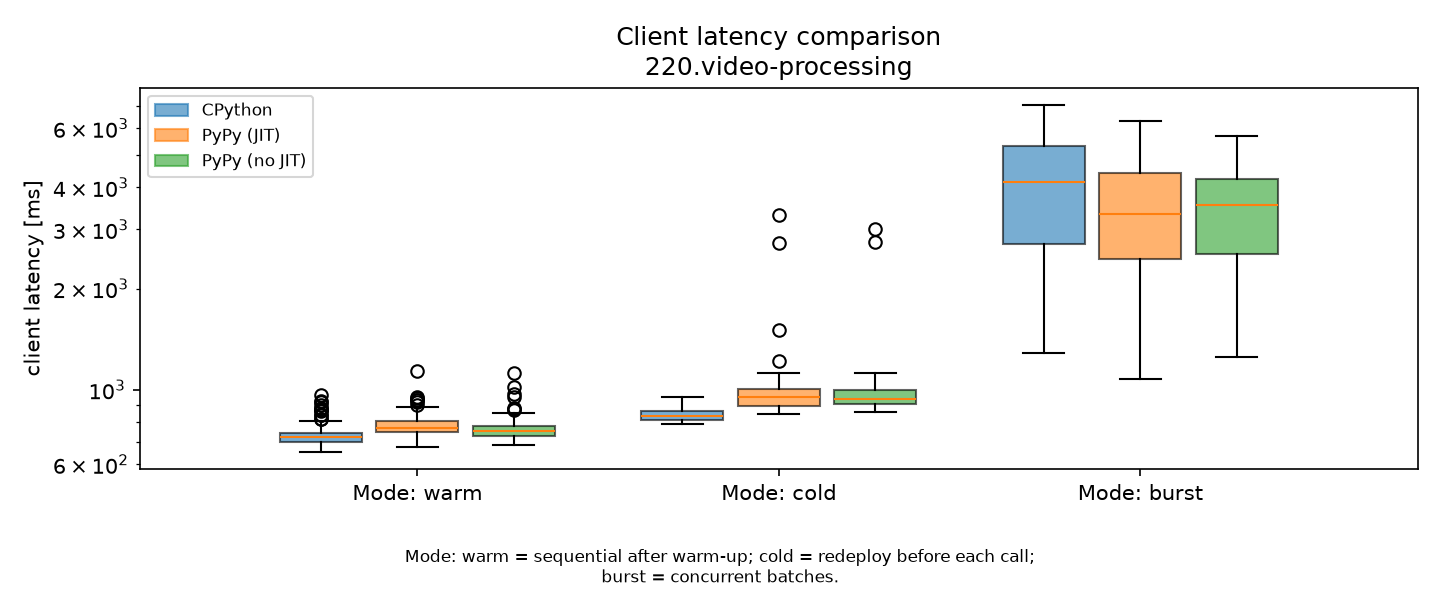 Client latency comparison
220.video-processing
CPython
PyPy (JIT)
PyPy (no JIT)
client latency [ms]
6 × 10³
4 × 10³
3 × 10³
2 × 10³
10³
6 × 10²
Mode: warm
Mode: cold
Mode: burst
Mode: warm = sequential after warm-up; cold = redeploy before each call;
burst = concurrent batches.